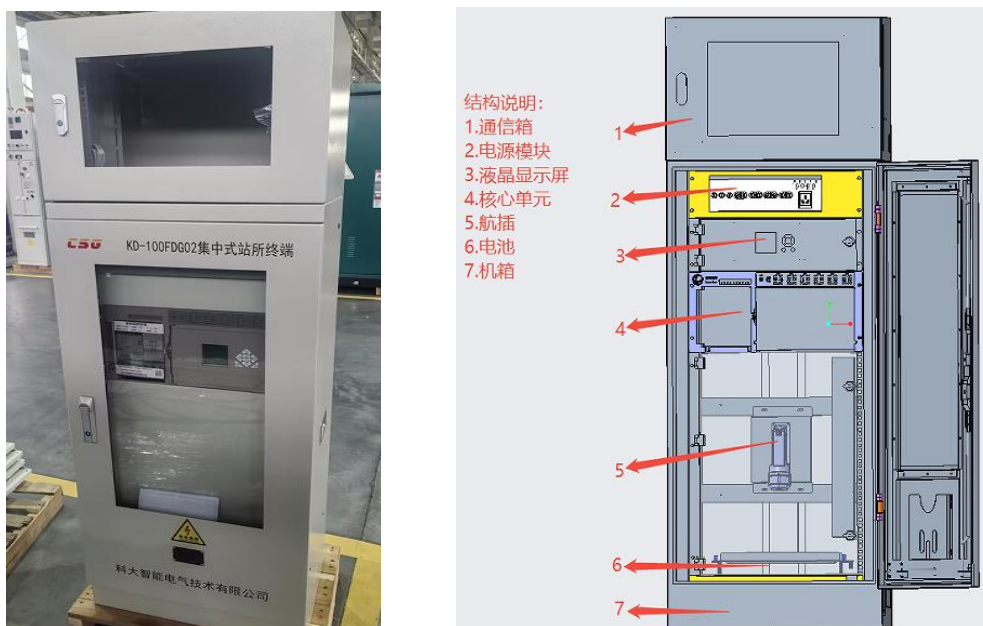 CSG
KD-100FDG02集中式站所终端
科大智能电气技术有限公司
结构说明:
1.通信箱
2.电源模块
3.液晶显示屏
4.核心单元
5.航插
6.电池
7.机箱
1
2
3
4
5
6
7